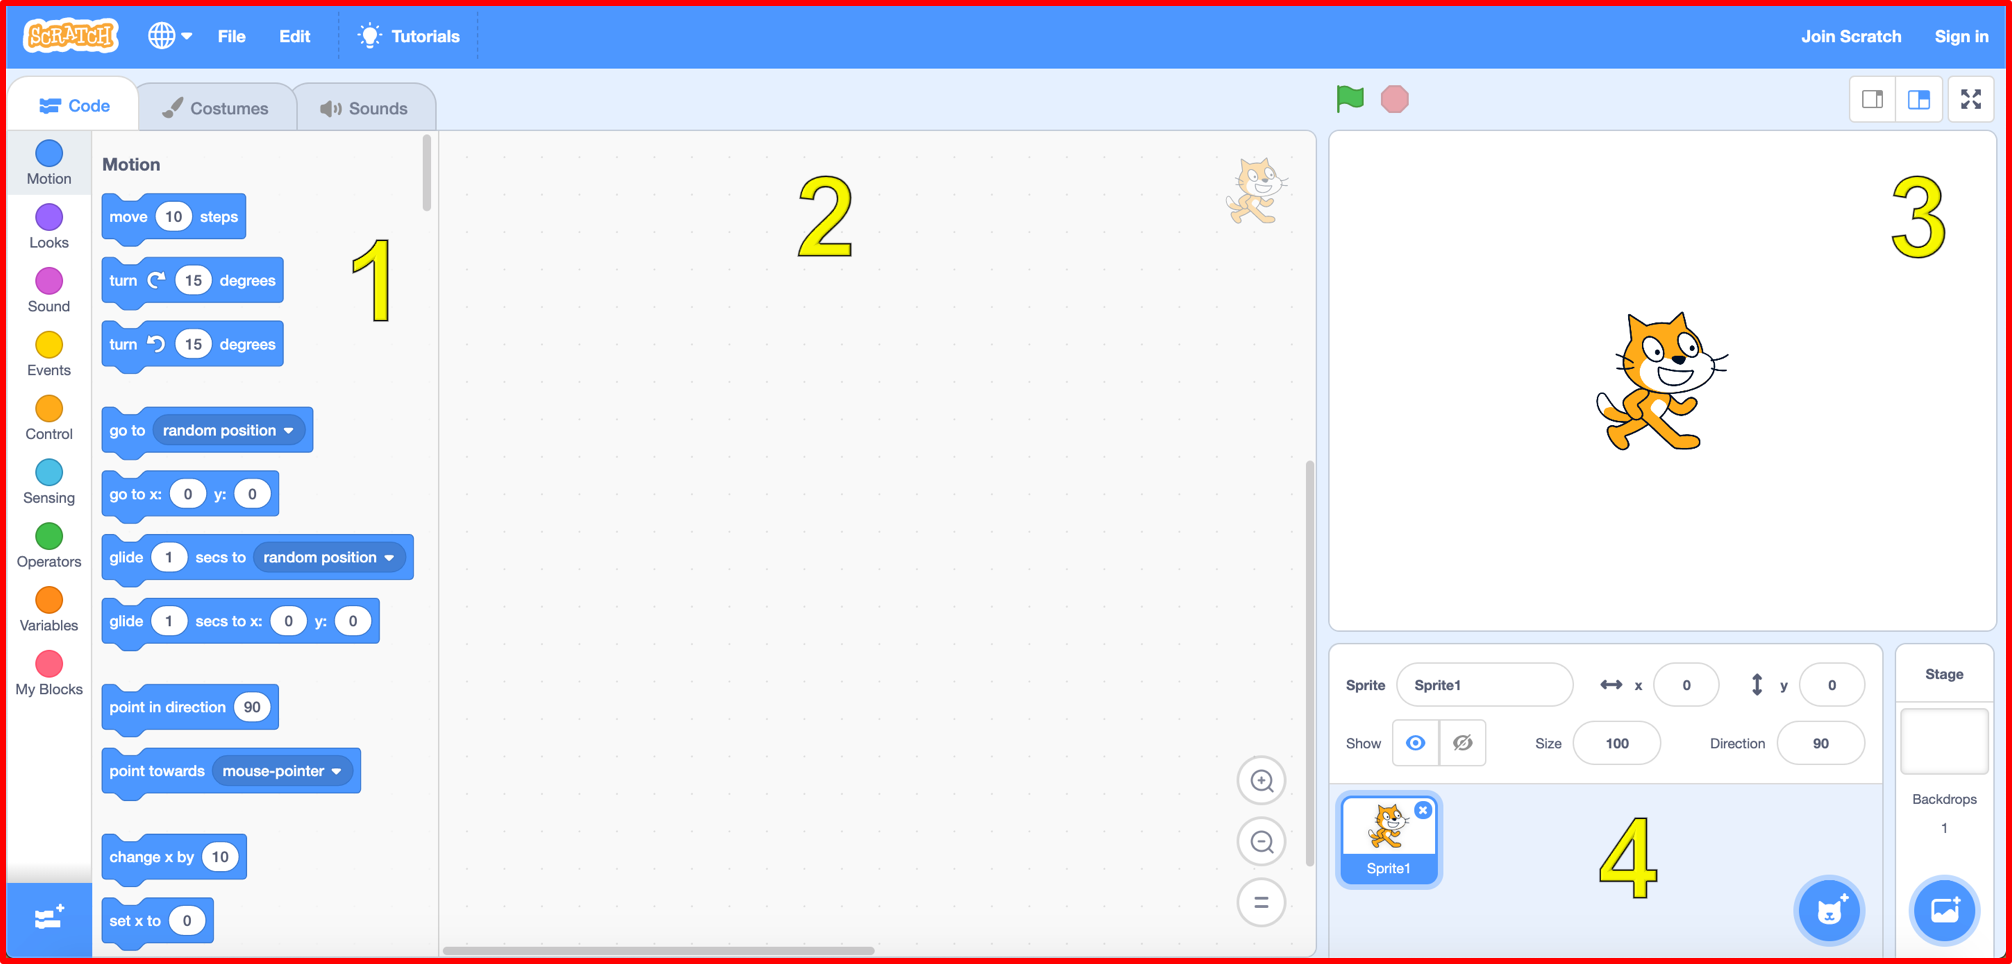 SCRATCH File Edit Tutorials Join Scratch Sign in
Code Costumes Sounds
Motion
Looks
Sound
Events
Control
Sensing
Operators
Variables
My Blocks
Motion
move 10 steps
turn 15 degrees
turn 15 degrees
go to random position
go to x: 0 y: 0
glide 1 secs to random position
glide 1 secs to x: 0 y: 0
point in direction 90
point towards mouse-pointer
change x by 10
set x to 0
1
2
3
Sprite Sprite1 x 0 y 0
Show Size 100 Direction 90
Sprite1
4
Stage
Backdrops
1